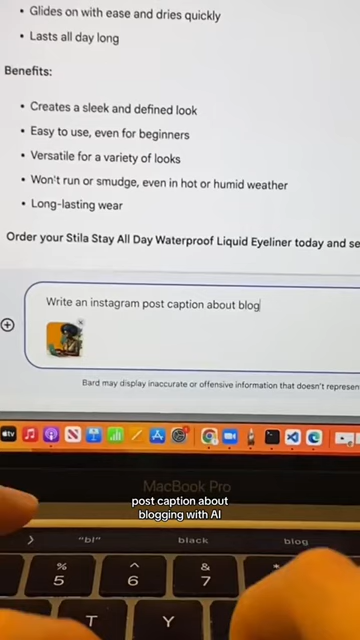 Glides on with ease and dries quickly
Lasts all day long
Benefits:
Creates a sleek and defined look
Easy to use, even for beginners
Versatile for a variety of looks
Won't run or smudge, even in hot or humid weather
Long-lasting wear
Order your Stila Stay All Day Waterproof Liquid Eyeliner today and se
Write an instagram post caption about blog
Bard may display inaccurate or offensive information that doesn't represen
tv
MacBook Pro
post caption about
blogging with AI
"bl"
black
blog
%
^
&
5
6
7
T
Y